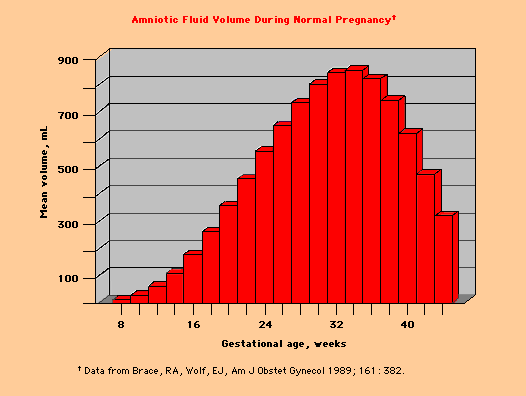 Amniotic Fluid Volume During Normal Pregnancy†
900
700
500
300
100
Mean volume, mL
8 16 24 32 40
Gestational age, weeks
† Data from Brace, RA, Wolf, EJ, Am J Obstet Gynecol 1989; 161: 382.